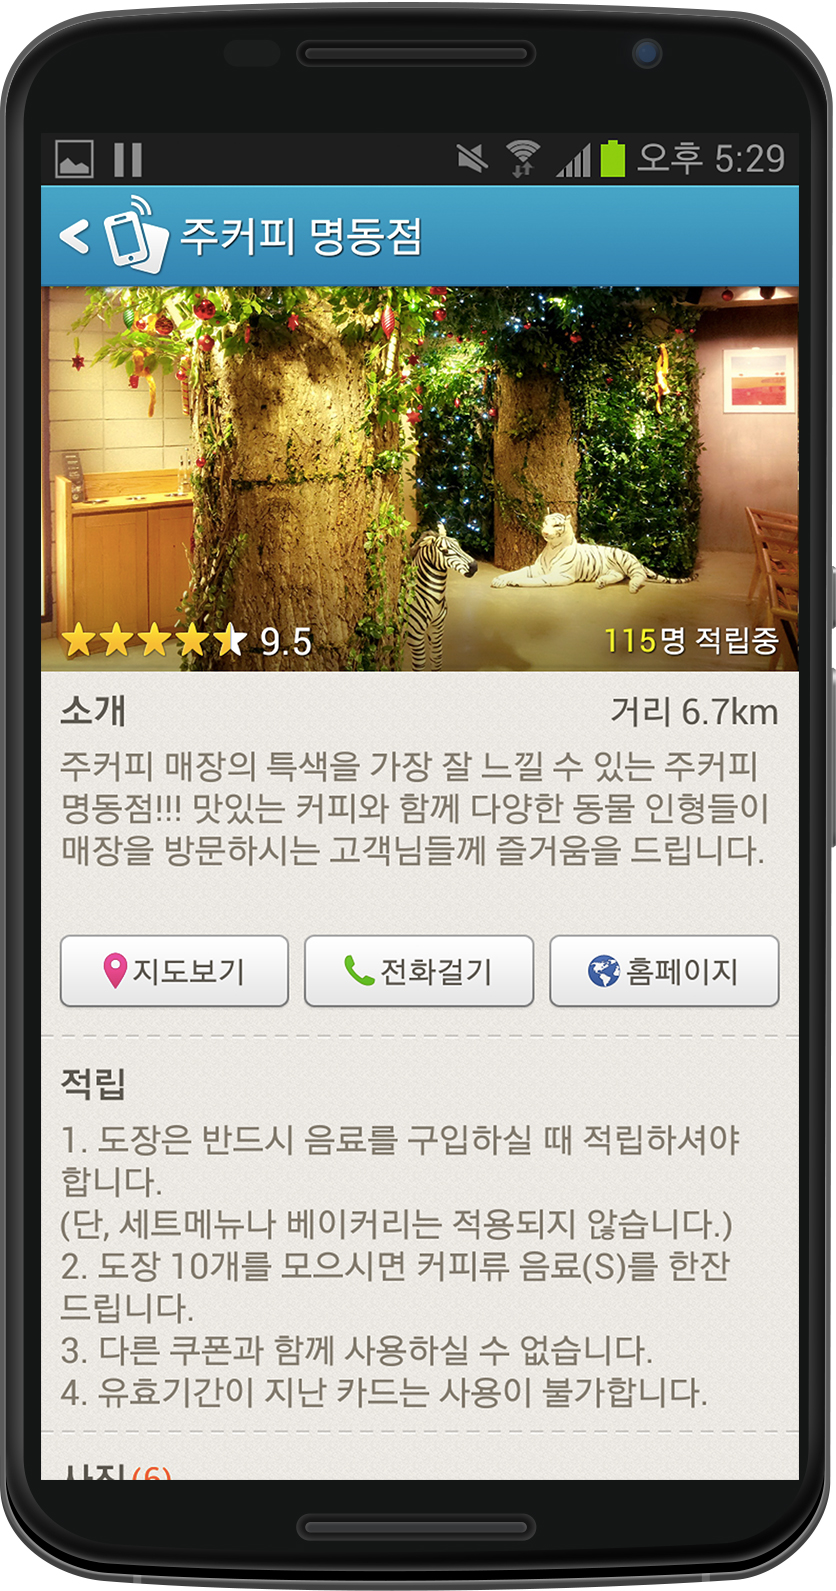 오후 5:29
주커피 명동점
9.5
115명 적립중
소개
거리 6.7km
주커피 매장의 특색을 가장 잘 느낄 수 있는 주커피
명동점!!! 맛있는 커피와 함께 다양한 동물 인형들이
매장을 방문하시는 고객님들께 즐거움을 드립니다.
지도보기
전화걸기
홈페이지
적립
1. 도장은 반드시 음료를 구입하실 때 적립하셔야
합니다.
(단, 세트메뉴나 베이커리는 적용되지 않습니다.)
2. 도장 10개를 모으시면 커피류 음료(S)를 한잔
드립니다.
3. 다른 쿠폰과 함께 사용하실 수 없습니다.
4. 유효기간이 지난 카드는 사용이 불가합니다.
사진(6)